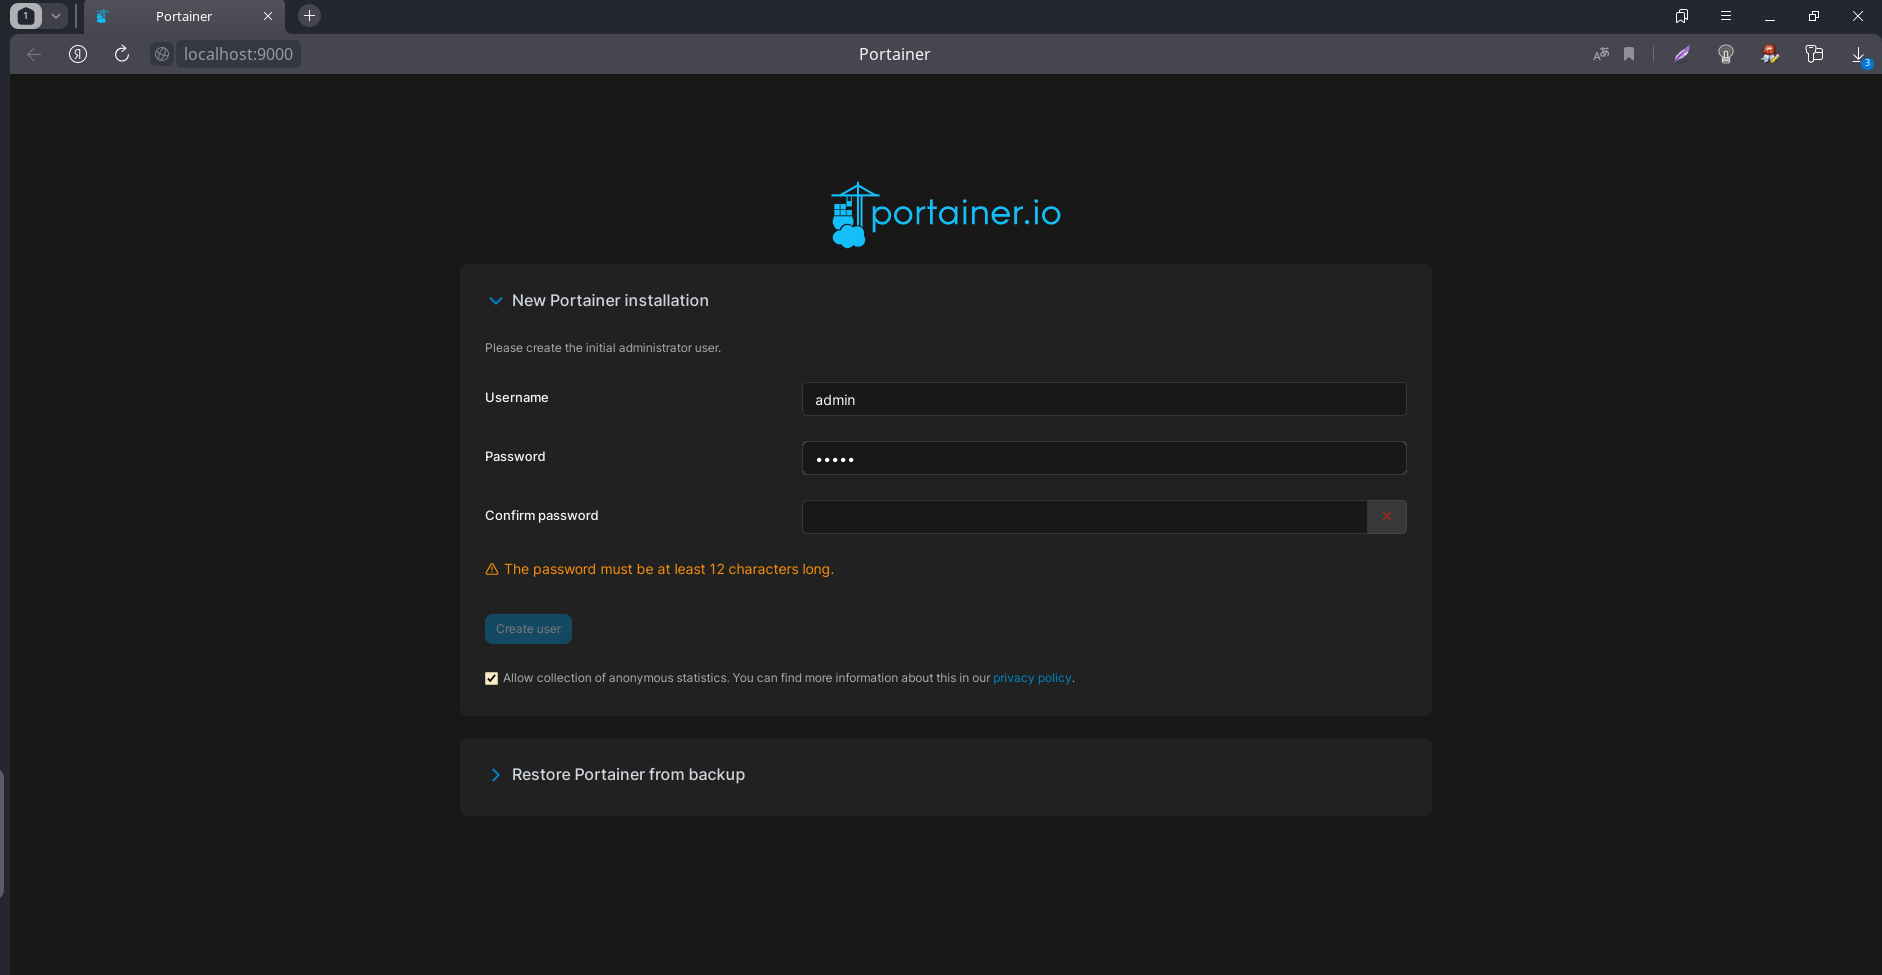 1
Portainer
localhost:9000
Portainer
3
portainer.io
New Portainer installation
Please create the initial administrator user.
Username
admin
Password
•••••
Confirm password
The password must be at least 12 characters long.
Create user
Allow collection of anonymous statistics. You can find more information about this in our privacy policy.
Restore Portainer from backup